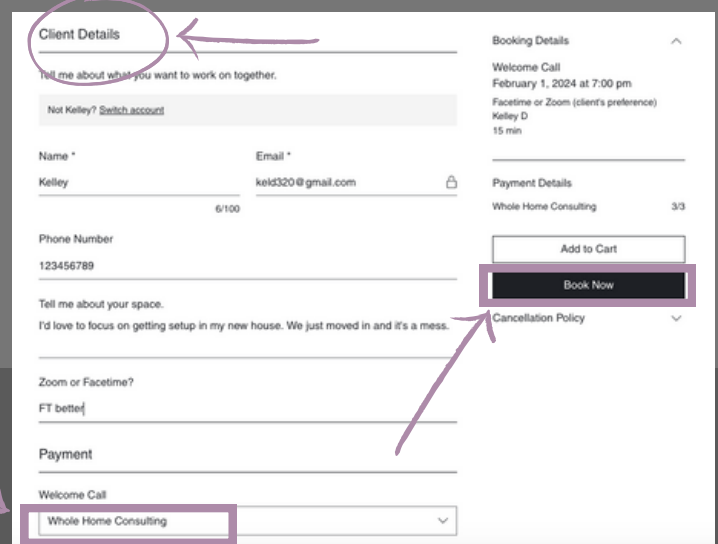 Client Details
Tell me about what you want to work on together.
Not Kelley? Switch account
Name *
Email *
Kelley
keld320@gmail.com
6/100
Phone Number
123456789
Tell me about your space.
I'd love to focus on getting setup in my new house. We just moved in and it's a mess.
Zoom or Facetime?
FT better
Payment
Welcome Call
Whole Home Consulting
Booking Details
Welcome Call
February 1, 2024 at 7:00 pm
Facetime or Zoom (client's preference)
Kelley D
15 min
Payment Details
Whole Home Consulting 3/3
Add to Cart
Book Now
Cancellation Policy